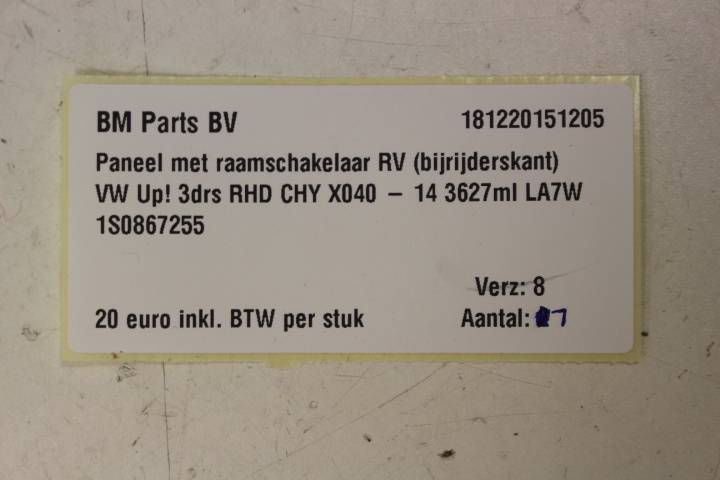 BM Parts BV 181220151205
Paneel met raamschakelaar RV (bijrijderskant)
VW Up! 3drs RHD CHY X040 – 14 3627ml LA7W
1S0867255
Verz: 8
20 euro inkl. BTW per stuk Aantal: 7